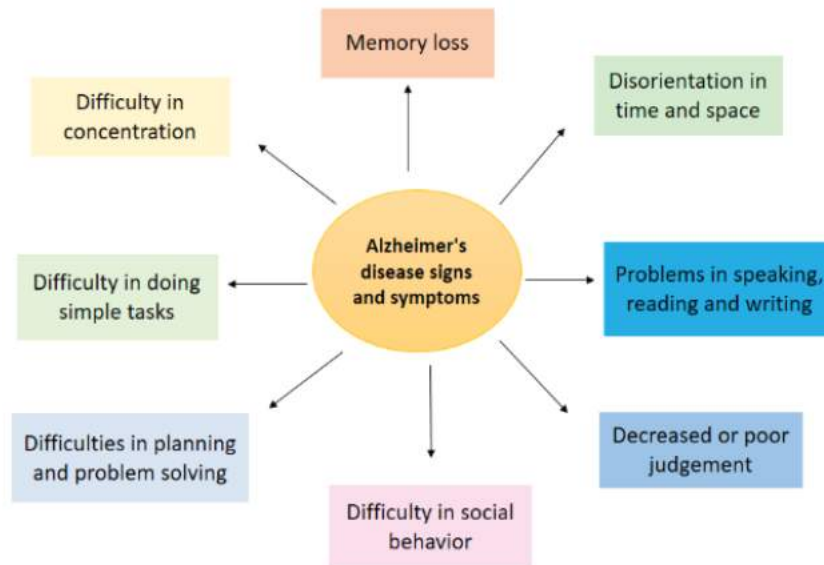 Memory loss
Disorientation in
time and space
Difficulty in
concentration
Alzheimer's
disease signs
and symptoms
Problems in speaking,
reading and writing
Difficulty in doing
simple tasks
Decreased or poor
judgement
Difficulties in planning
and problem solving
Difficulty in social
behavior